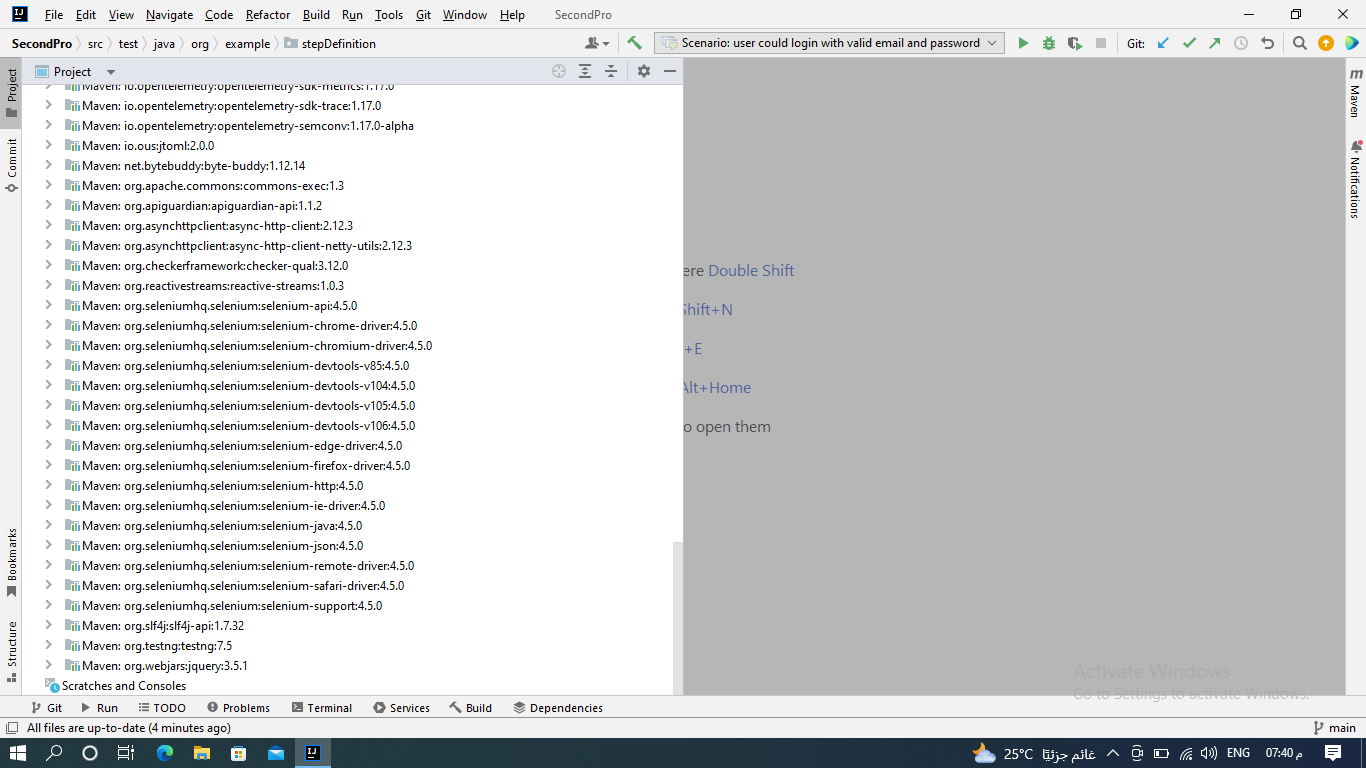 File Edit View Navigate Code Refactor Build Run Tools Git Window Help SecondPro
SecondPro src test java org example stepDefinition Scenario: user could login with valid email and password Git:
Project
Project
Commit
Bookmarks
Structure
Maven: io.opentelemetry:opentelemetry-sdk-metrics:1.17.0
Maven: io.opentelemetry:opentelemetry-sdk-trace:1.17.0
Maven: io.opentelemetry:opentelemetry-semconv:1.17.0-alpha
Maven: io.ous:jtoml:2.0.0
Maven: net.bytebuddy:byte-buddy:1.12.14
Maven: org.apache.commons:commons-exec:1.3
Maven: org.apiguardian:apiguardian-api:1.1.2
Maven: org.asynchttpclient:async-http-client:2.12.3
Maven: org.asynchttpclient:async-http-client-netty-utils:2.12.3
Maven: org.checkerframework:checker-qual:3.12.0
Maven: org.reactivestreams:reactive-streams:1.0.3
Maven: org.seleniumhq.selenium:selenium-api:4.5.0
Maven: org.seleniumhq.selenium:selenium-chrome-driver:4.5.0
Maven: org.seleniumhq.selenium:selenium-chromium-driver:4.5.0
Maven: org.seleniumhq.selenium:selenium-devtools-v85:4.5.0
Maven: org.seleniumhq.selenium:selenium-devtools-v104:4.5.0
Maven: org.seleniumhq.selenium:selenium-devtools-v105:4.5.0
Maven: org.seleniumhq.selenium:selenium-devtools-v106:4.5.0
Maven: org.seleniumhq.selenium:selenium-edge-driver:4.5.0
Maven: org.seleniumhq.selenium:selenium-firefox-driver:4.5.0
Maven: org.seleniumhq.selenium:selenium-http:4.5.0
Maven: org.seleniumhq.selenium:selenium-ie-driver:4.5.0
Maven: org.seleniumhq.selenium:selenium-java:4.5.0
Maven: org.seleniumhq.selenium:selenium-json:4.5.0
Maven: org.seleniumhq.selenium:selenium-remote-driver:4.5.0
Maven: org.seleniumhq.selenium:selenium-safari-driver:4.5.0
Maven: org.seleniumhq.selenium:selenium-support:4.5.0
Maven: org.slf4j:slf4j-api:1.7.32
Maven: org.testng:testng:7.5
Maven: org.webjars:jquery:3.5.1
Scratches and Consoles
ere Double Shift
Shift+N
+E
Alt+Home
o open them
Maven
Notifications
Activate Windows
Go to Settings to activate Windows.
Git Run TODO Problems Terminal Services Build Dependencies
All files are up-to-date (4 minutes ago) main
25°C غائم جزئيًا ENG 07:40 م